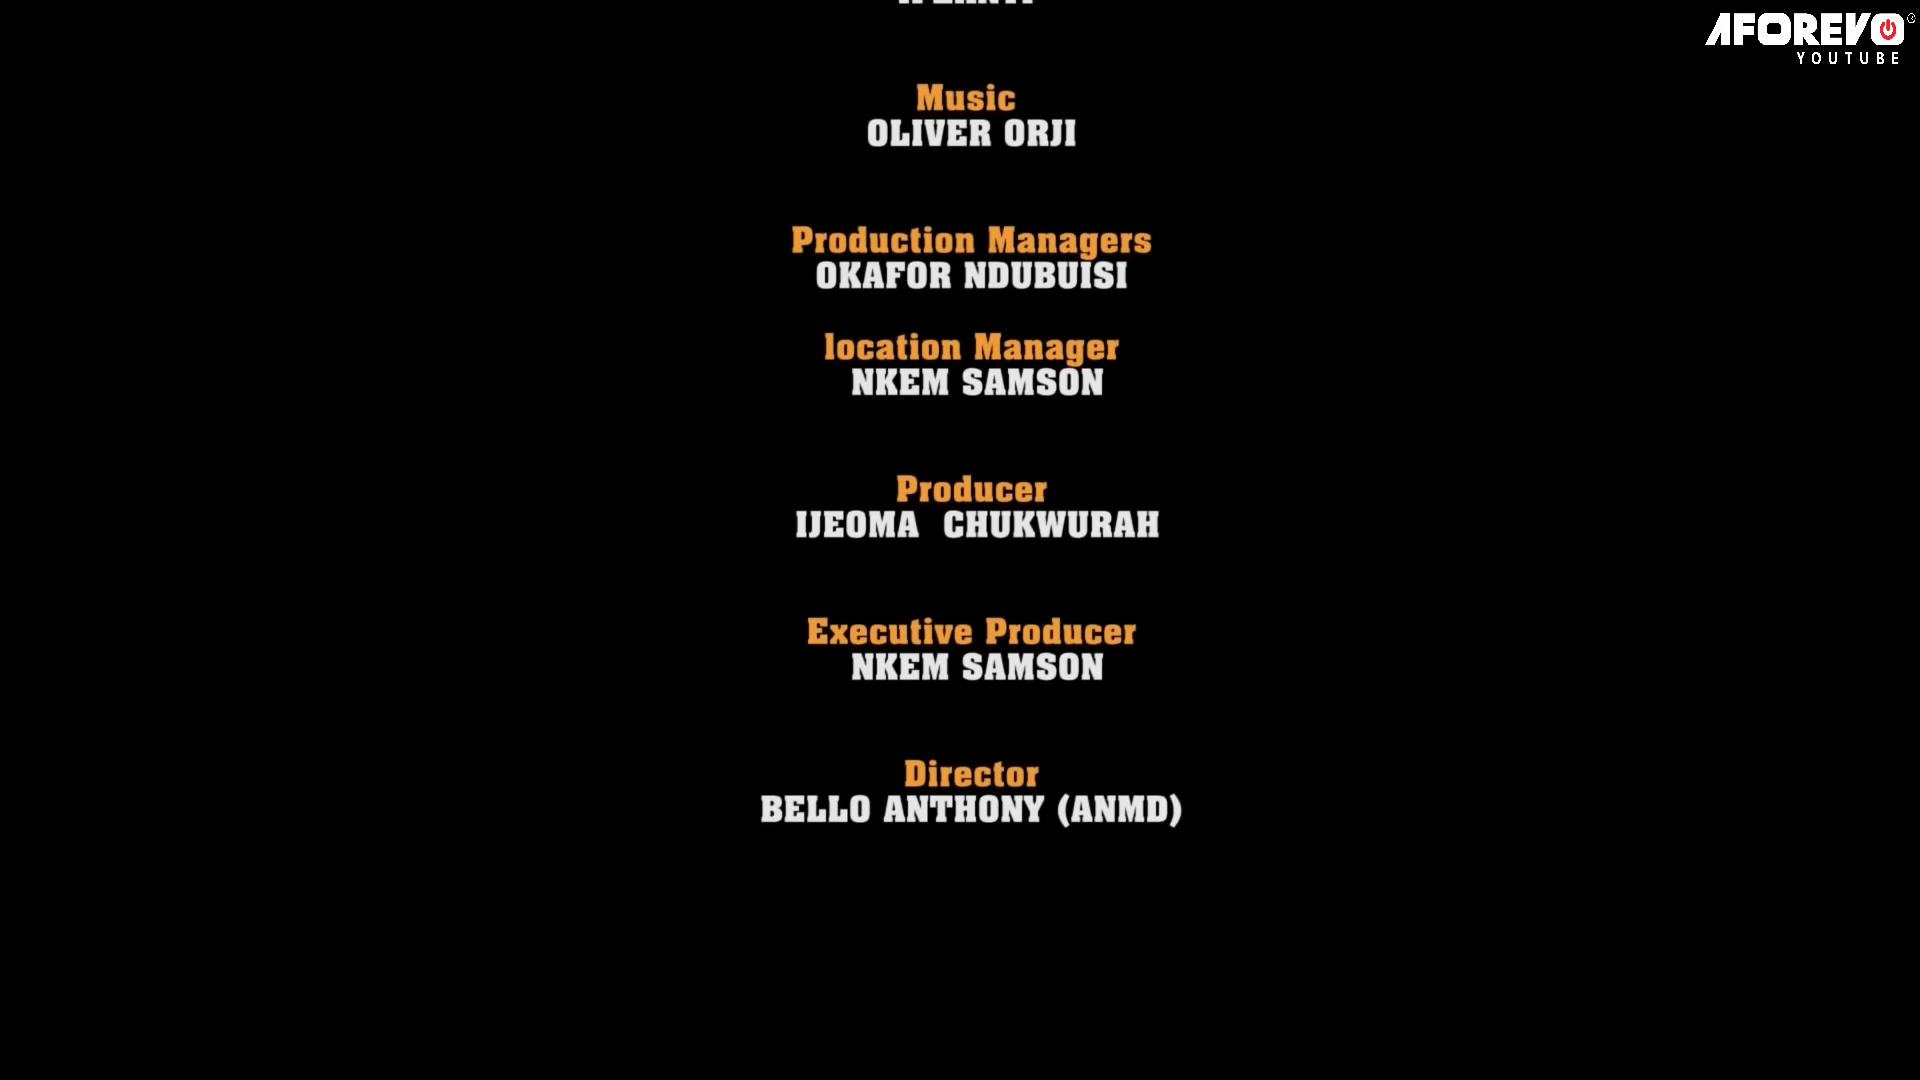 AFOREVO
YOUTUBE
Music
OLIVER ORJI
Production Managers
OKAFOR NDUBUISI
location Manager
NKEM SAMSON
Producer
IJEOMA CHUKWURAH
Executive Producer
NKEM SAMSON
Director
BELLO ANTHONY (ANMD)